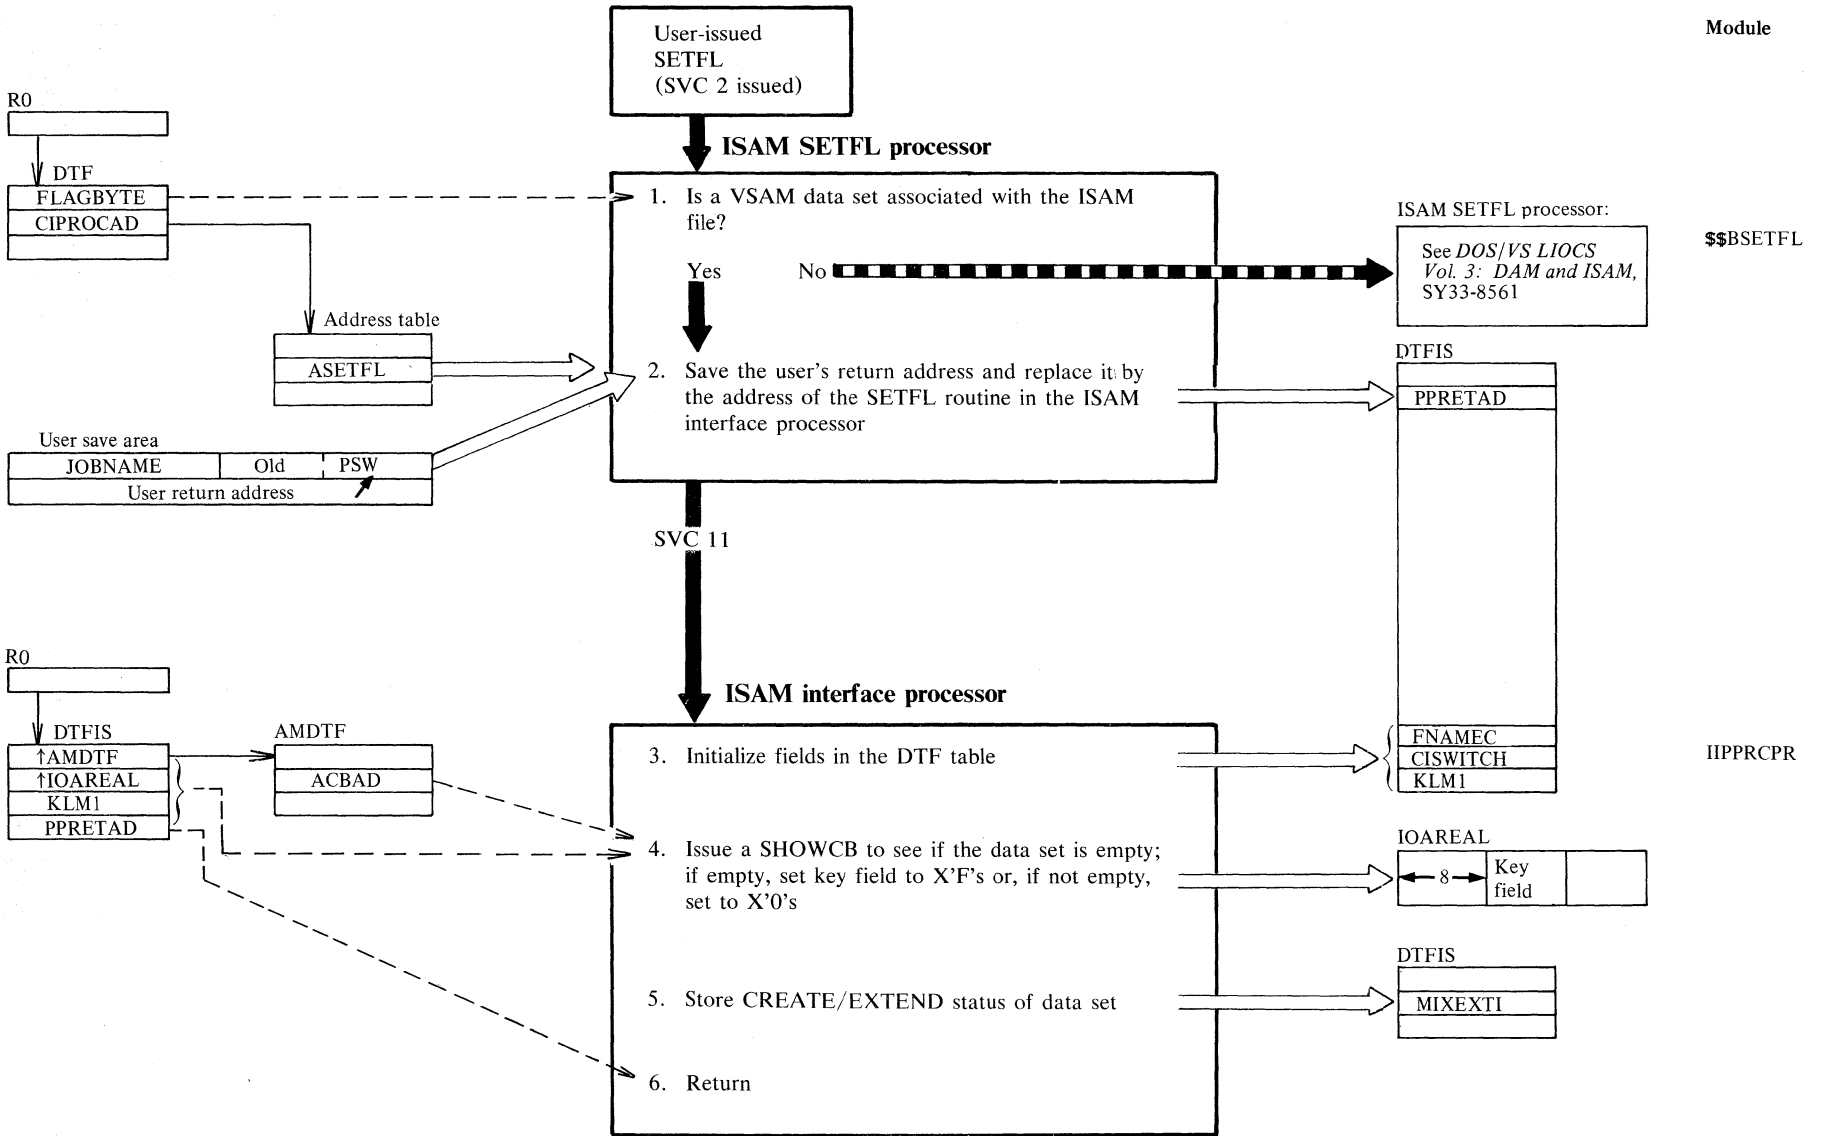 User-issued
SETFL
(SVC 2 issued)
Module
R0
ISAM SETFL processor
DTF
FLAGBYTE
CIPROCAD
1. Is a VSAM data set associated with the ISAM
file?
Yes
No
ISAM SETFL processor:
See DOS/VS LIOCS
Vol. 3: DAM and ISAM,
SY33-8561
$$BSETFL
Address table
ASETFL
2. Save the user's return address and replace it by
the address of the SETFL routine in the ISAM
interface processor
DTFIS
PPRETAD
User save area
JOBNAME
Old
PSW
User return address
SVC 11
R0
ISAM interface processor
DTFIS
↑AMDTF
↑IOAREAL
KLM1
PPRETAD
AMDTF
ACBAD
3. Initialize fields in the DTF table
FNAMEC
CISWITCH
KLM1
IIPPRCPR
4. Issue a SHOWCB to see if the data set is empty;
if empty, set key field to X'F's or, if not empty,
set to X'0's
IOAREAL
8
Key
field
5. Store CREATE/EXTEND status of data set
DTFIS
MIXEXTI
6. Return